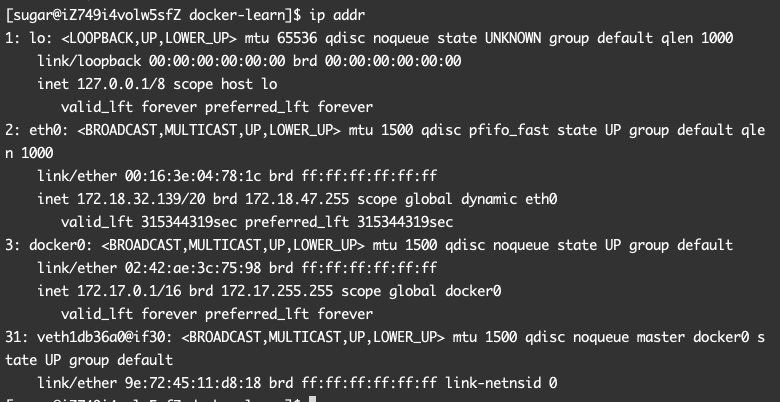 [sugar@iZ749i4volw5sfZ docker-learn]$ ip addr
1: lo: <LOOPBACK,UP,LOWER_UP> mtu 65536 qdisc noqueue state UNKNOWN group default qlen 1000
    link/loopback 00:00:00:00:00:00 brd 00:00:00:00:00:00
    inet 127.0.0.1/8 scope host lo
       valid_lft forever preferred_lft forever
2: eth0: <BROADCAST,MULTICAST,UP,LOWER_UP> mtu 1500 qdisc pfifo_fast state UP group default qle
n 1000
    link/ether 00:16:3e:04:78:1c brd ff:ff:ff:ff:ff:ff
    inet 172.18.32.139/20 brd 172.18.47.255 scope global dynamic eth0
       valid_lft 315344319sec preferred_lft 315344319sec
3: docker0: <BROADCAST,MULTICAST,UP,LOWER_UP> mtu 1500 qdisc noqueue state UP group default
    link/ether 02:42:ae:3c:75:98 brd ff:ff:ff:ff:ff:ff
    inet 172.17.0.1/16 brd 172.17.255.255 scope global docker0
       valid_lft forever preferred_lft forever
31: veth1db36a0@if30: <BROADCAST,MULTICAST,UP,LOWER_UP> mtu 1500 qdisc noqueue master docker0 s
tate UP group default
    link/ether 9e:72:45:11:d8:18 brd ff:ff:ff:ff:ff:ff link-netnsid 0